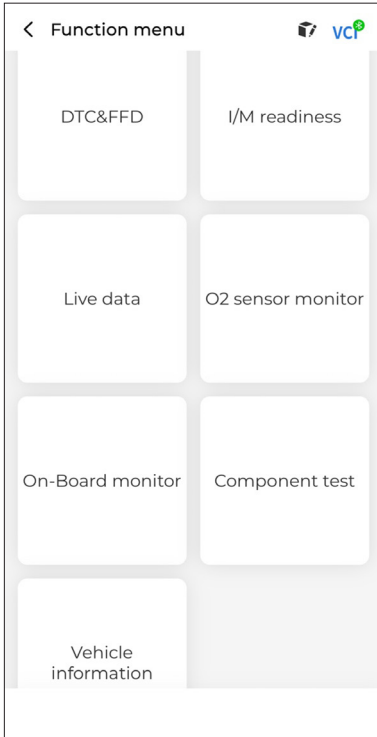 Function menu
VCI
DTC&FFD
I/M readiness
Live data
O2 sensor monitor
On-Board monitor
Component test
Vehicle
information